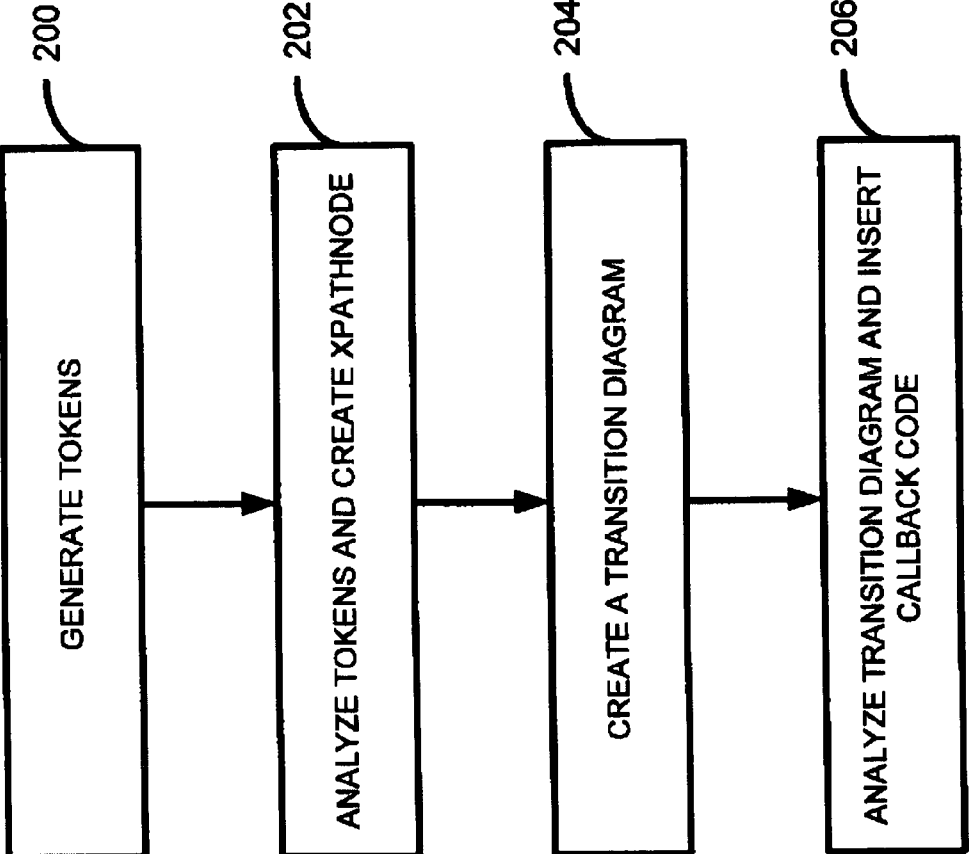 GENERATE TOKENS
200
ANALYZE TOKENS AND CREATE XPATHNODE
202
CREATE A TRANSITION DIAGRAM
204
ANALYZE TRANSITION DIAGRAM AND INSERT
CALLBACK CODE
206